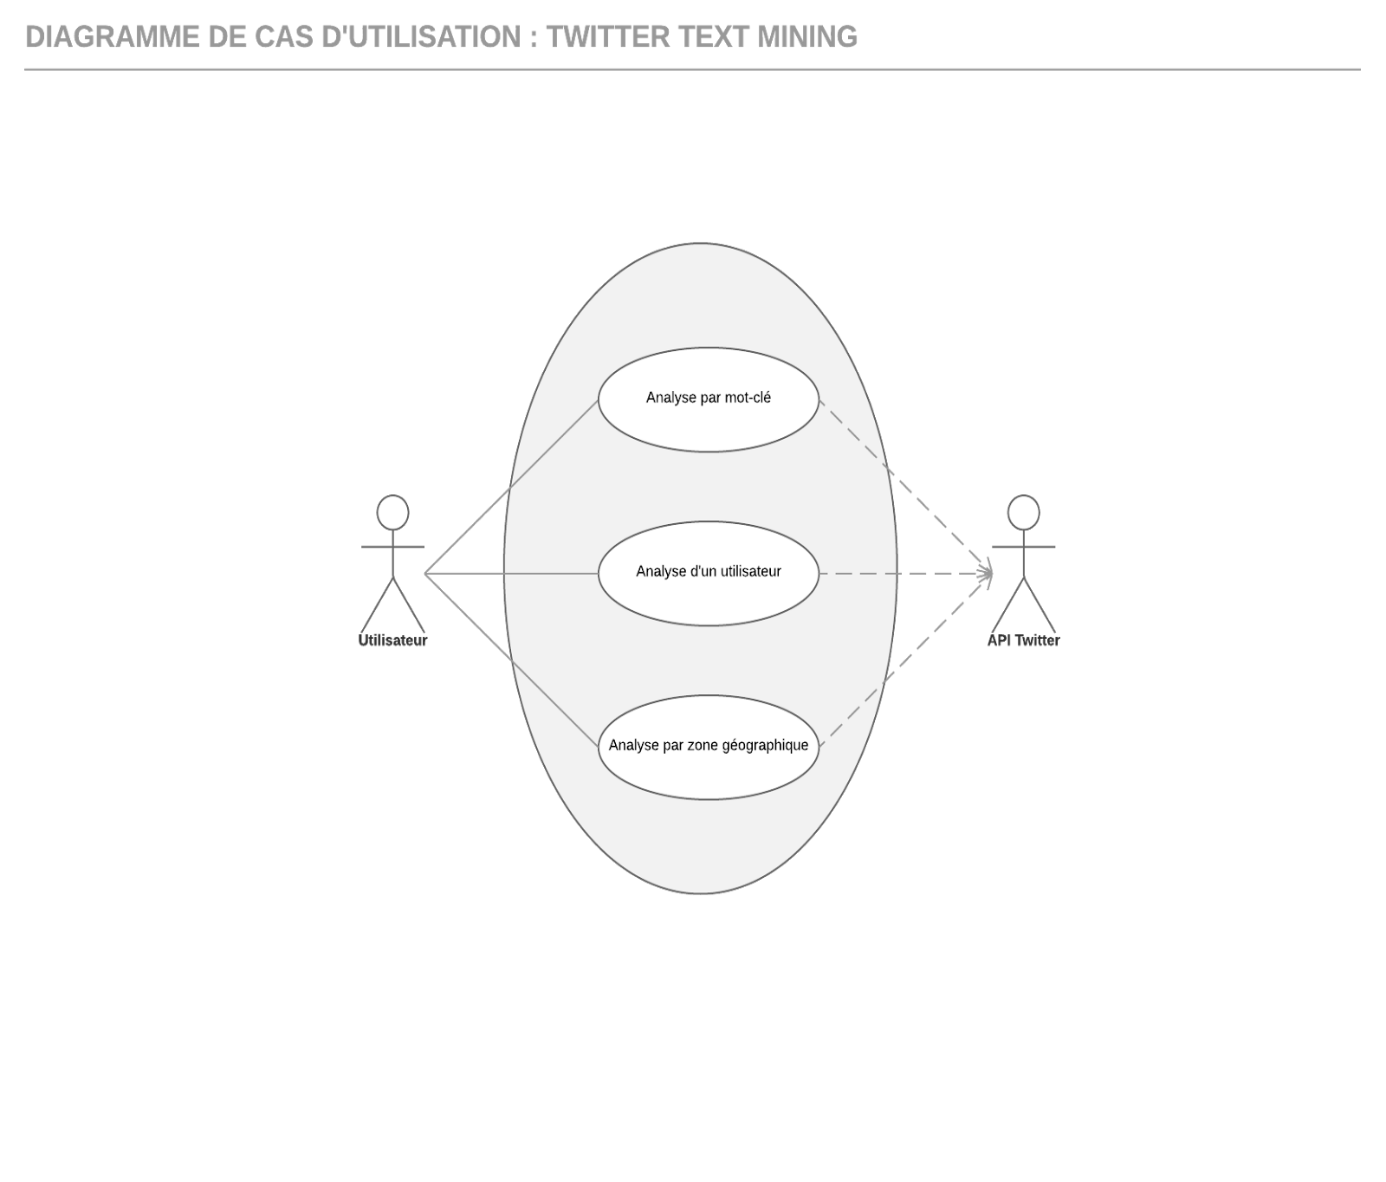 DIAGRAMME DE CAS D'UTILISATION : TWITTER TEXT MINING
Analyse par mot-clé
Analyse d'un utilisateur
Utilisateur
API Twitter
Analyse par zone géographique